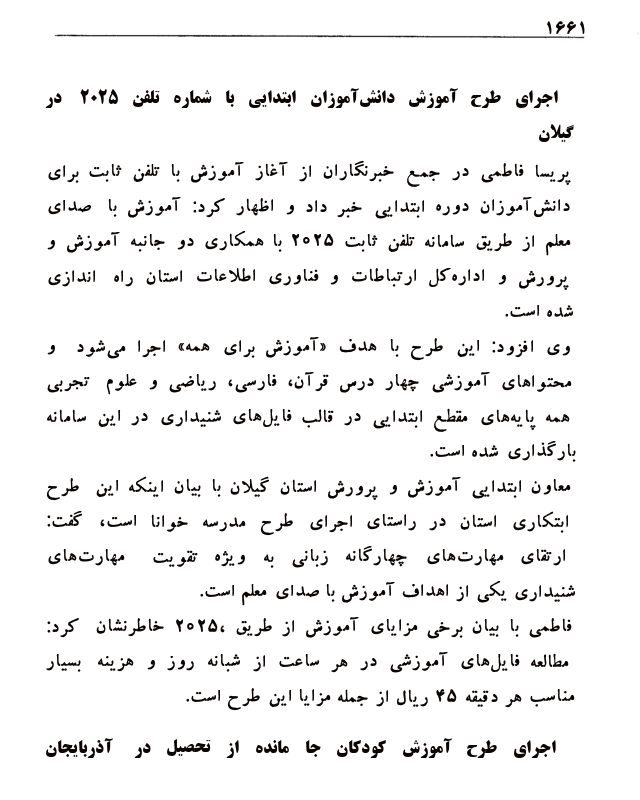 ۱۶۶۱
اجرای طرح آموزش دانش‌آموزان ابتدایی با شماره تلفن ۲۰۲۵ در
گیلان
پریسا فاطمی در جمع خبرنگاران از آغاز آموزش با تلفن ثابت برای
دانش‌آموزان دوره ابتدایی خبر داد و اظهار کرد: آموزش با صدای
معلم از طریق سامانه تلفن ثابت ۲۰۲۵ با همکاری دو جانبه آموزش و
پرورش و اداره‌کل ارتباطات و فناوری اطلاعات استان راه اندازی
شده است.
وی افزود: این طرح با هدف «آموزش برای همه» اجرا می‌شود و
محتواهای آموزشی چهار درس قرآن، فارسی، ریاضی و علوم تجربی
همه پایه‌های مقطع ابتدایی در قالب فایل‌های شنیداری در این سامانه
بارگذاری شده است.
معاون ابتدایی آموزش و پرورش استان گیلان با بیان اینکه این طرح
ابتکاری استان در راستای اجرای طرح مدرسه خوانا است، گفت:
ارتقای مهارت‌های چهارگانه زبانی به ویژه تقویت مهارت‌های
شنیداری یکی از اهداف آموزش با صدای معلم است.
فاطمی با بیان برخی مزایای آموزش از طریق ۲۰۲۵، خاطرنشان کرد:
مطالعه فایل‌های آموزشی در هر ساعت از شبانه روز و هزینه بسیار
مناسب هر دقیقه ۴۵ ریال از جمله مزایا این طرح است.
اجرای طرح آموزش کودکان جا مانده از تحصیل در آذربایجان